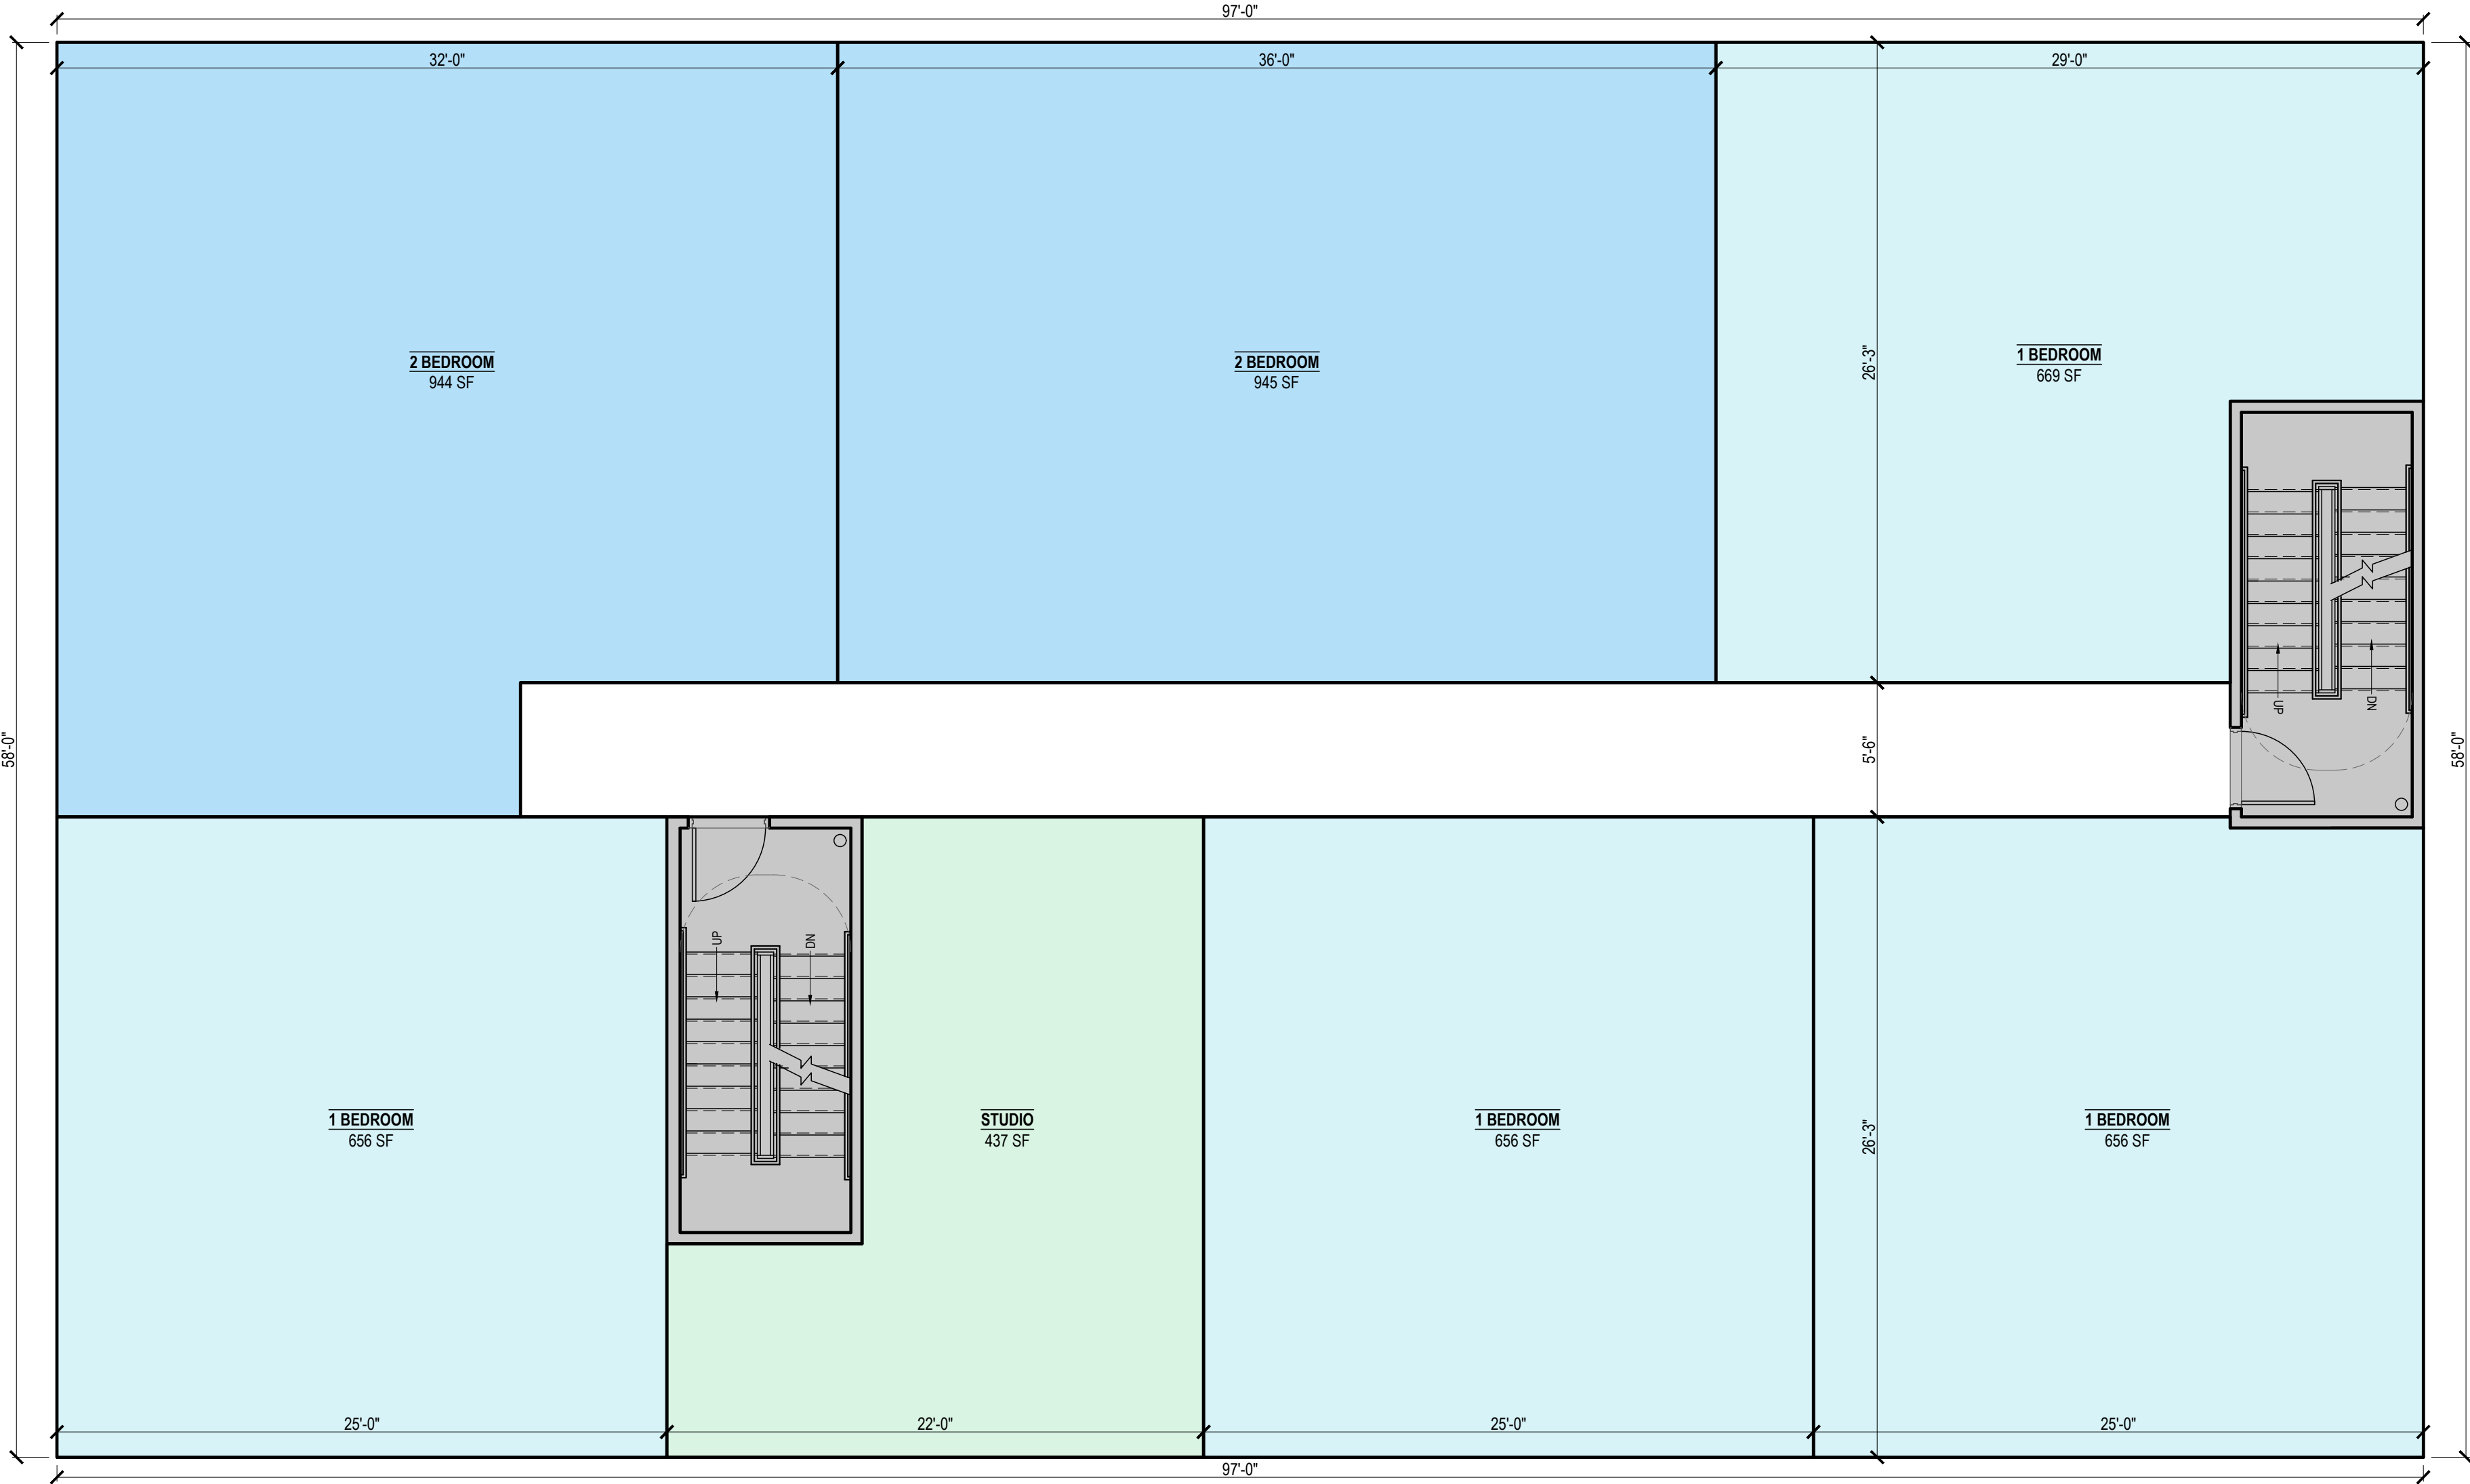 97'-0"
32'-0"
36'-0"
29'-0"
2 BEDROOM
944 SF
2 BEDROOM
945 SF
26'-3"
1 BEDROOM
669 SF
UP
DN
58'-0"
5'-6"
58'-0"
UP
DN
1 BEDROOM
656 SF
STUDIO
437 SF
1 BEDROOM
656 SF
26'-3"
1 BEDROOM
656 SF
25'-0"
22'-0"
25'-0"
25'-0"
97'-0"